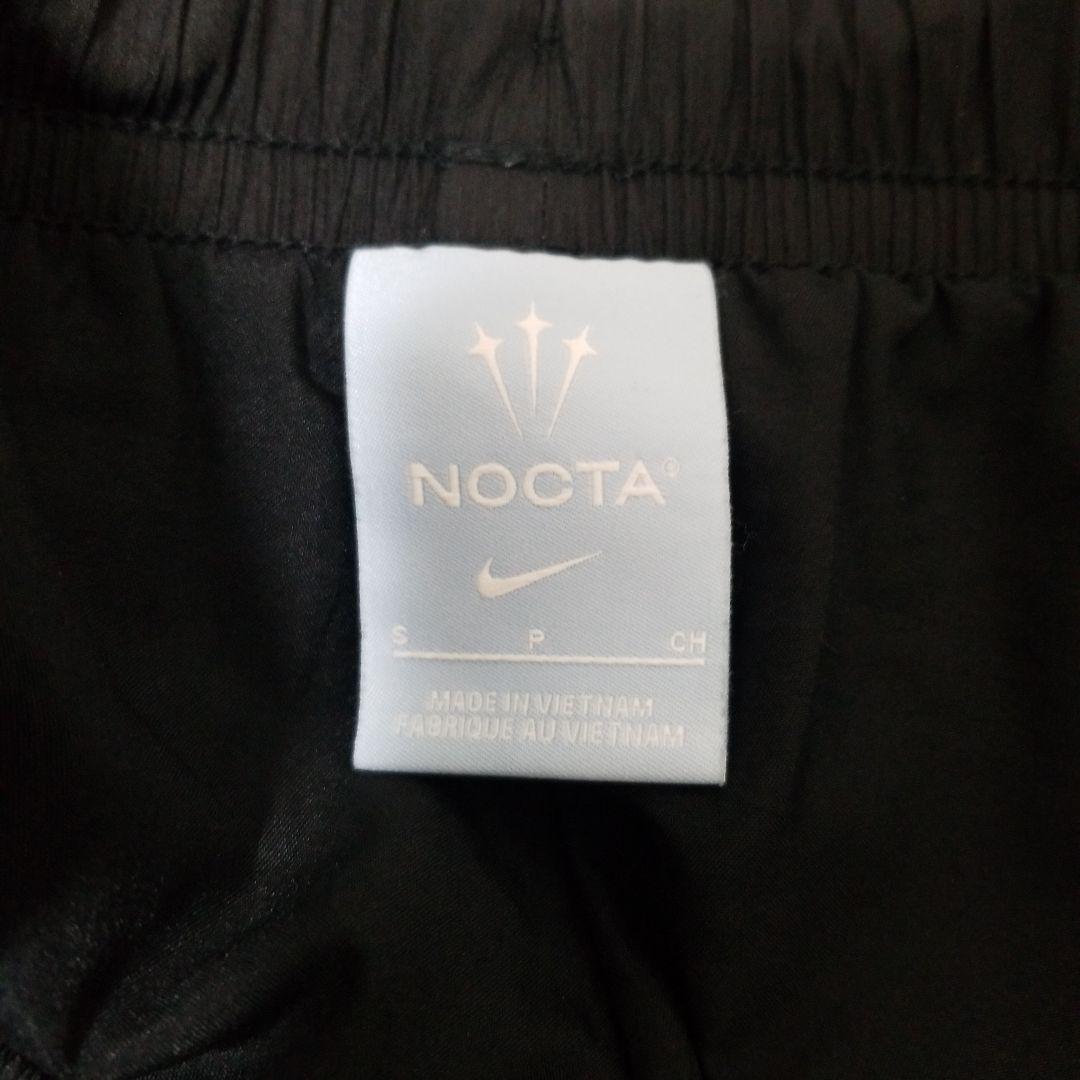 NOCTA®
S P CH
MADE IN VIETNAM
FABRIQUE AU VIETNAM